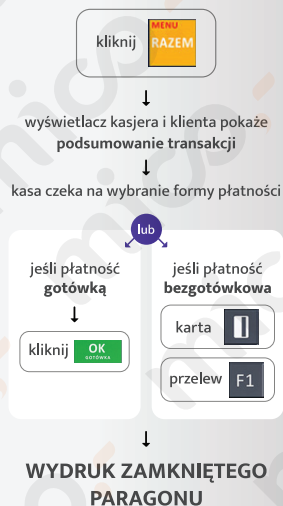 kliknij MENU RAZEM
wyświetlacz kasjera i klienta pokaże
podsumowanie transakcji
kasa czeka na wybranie formy płatności
lub
jeśli płatność
gotówką
kliknij OK GOTÓWKA
jeśli płatność
bezgotówkowa
karta
przelew F1
WYDRUK ZAMKNIĘTEGO
PARAGONU